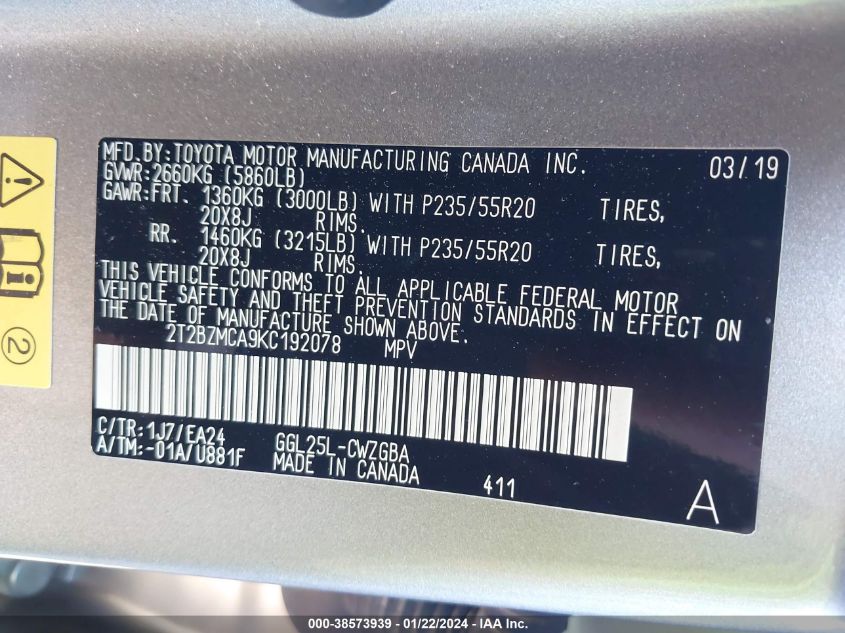 MFD.BY:TOYOTA MOTOR MANUFACTURING CANADA INC. 03/19
GVWR:2660KG (5860LB)
GAWR:FRT. 1360KG (3000LB) WITH P235/55R20 TIRES,
20X8J RIMS.
RR. 1460KG (3215LB) WITH P235/55R20 TIRES,
20X8J RIMS.
THIS VEHICLE CONFORMS TO ALL APPLICABLE FEDERAL MOTOR
VEHICLE SAFETY AND THEFT PREVENTION STANDARDS IN EFFECT ON
THE DATE OF MANUFACTURE SHOWN ABOVE.
2T2BZMCA9KC192078 MPV
C/TR:1J7/EA24 GGL25L-CWZGBA
A/TM:-01A/U881F MADE IN CANADA
411 A
2
000-38573939 - 01/22/2024 - IAA Inc.